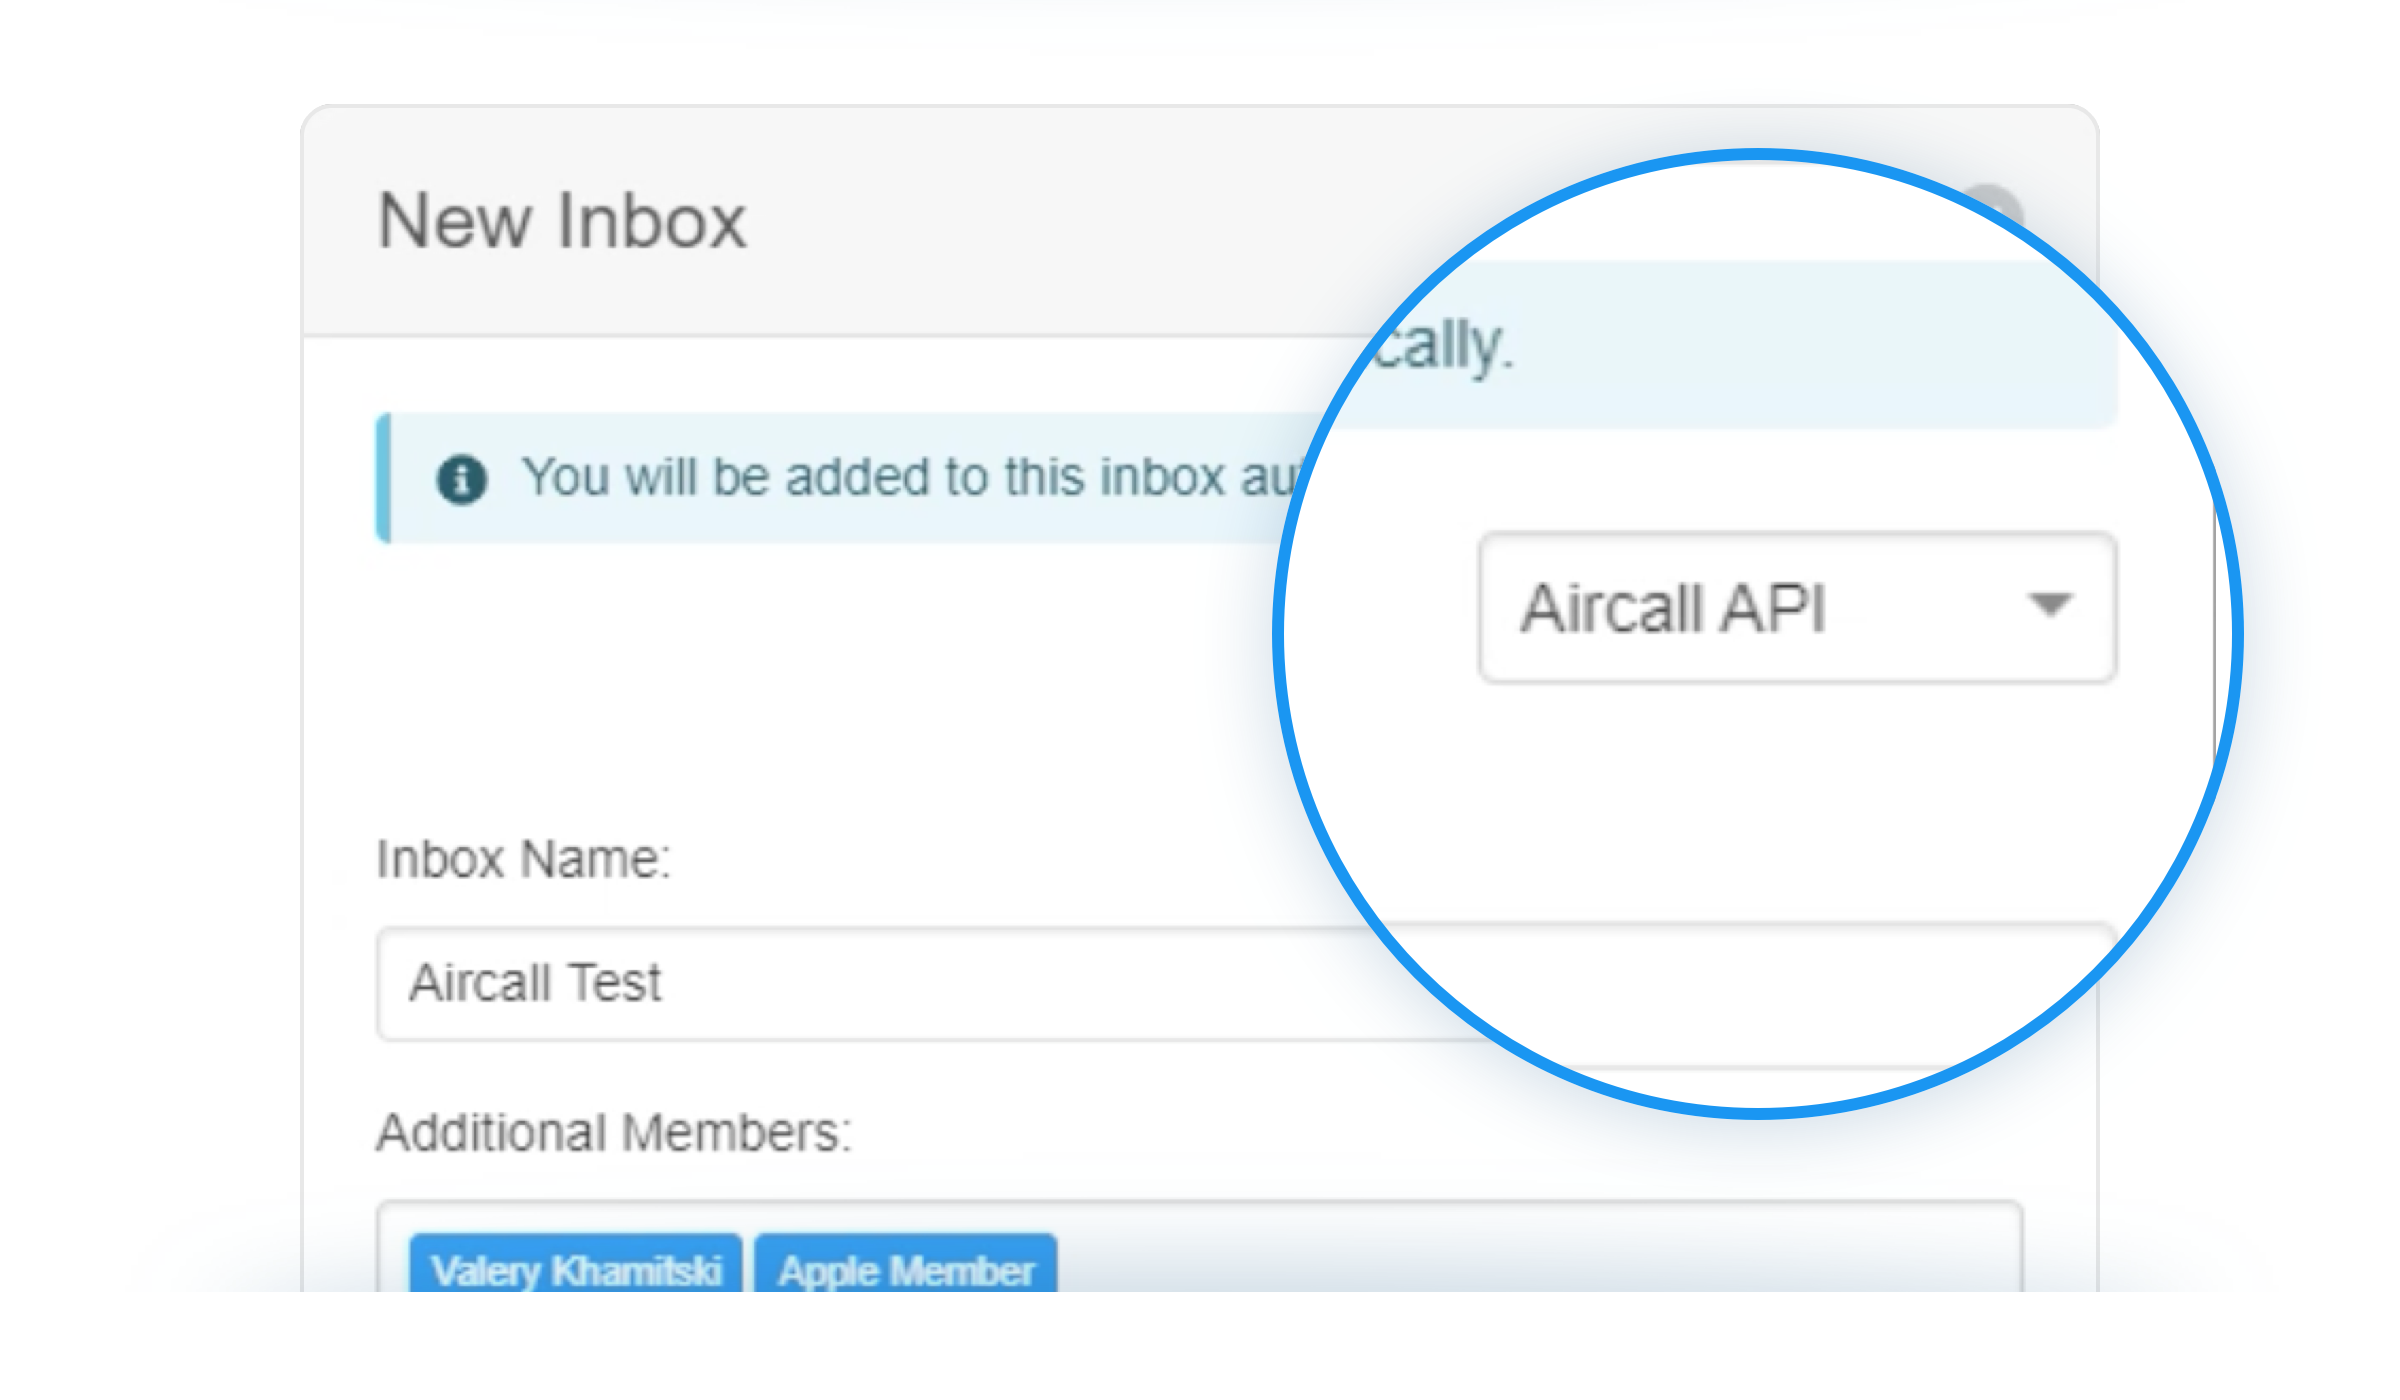 New Inbox
You will be added to this inbox au
cally.
Aircall API
Inbox Name:
Aircall Test
Additional Members:
Valery Khamitski Apple Member